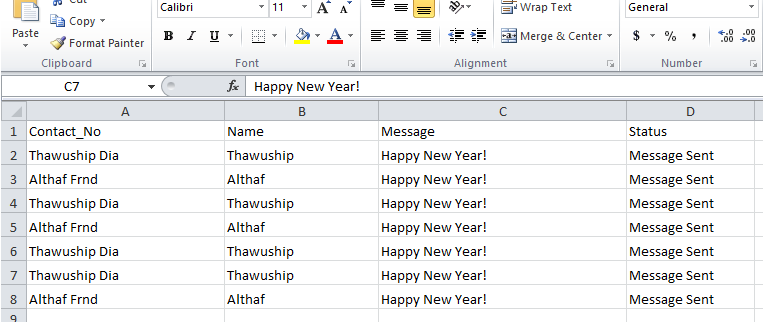 Cut
Calibri 11 A A Wrap Text General
Copy
Paste Format Painter B I U A Merge & Center $ % , .0 .00 .00 .0
Clipboard Font Alignment Number
C7 fx Happy New Year!
A B C D
1 Contact_No Name Message Status
2 Thawuship Dia Thawuship Happy New Year! Message Sent
3 Althaf Frnd Althaf Happy New Year! Message Sent
4 Thawuship Dia Thawuship Happy New Year! Message Sent
5 Althaf Frnd Althaf Happy New Year! Message Sent
6 Thawuship Dia Thawuship Happy New Year! Message Sent
7 Thawuship Dia Thawuship Happy New Year! Message Sent
8 Althaf Frnd Althaf Happy New Year! Message Sent
9